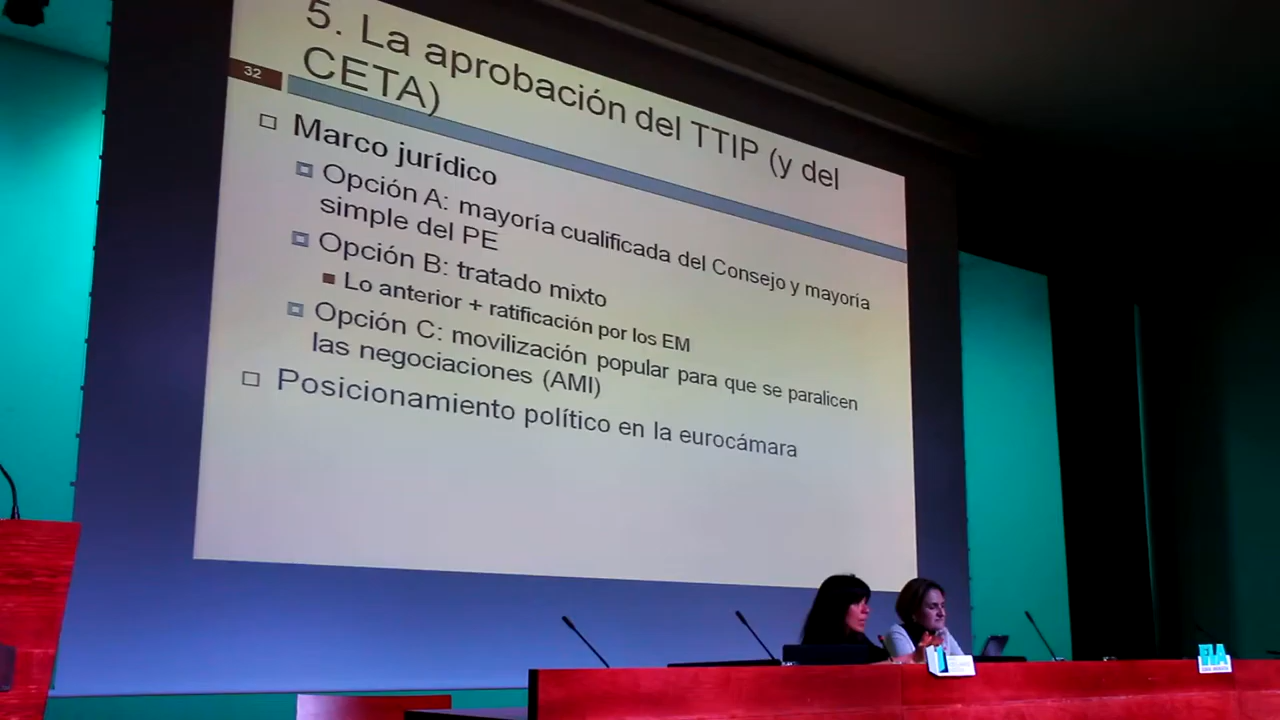 5. La aprobación del TTIP (y del
CETA)
32
Marco jurídico
Opción A: mayoría cualificada del Consejo y mayoría
simple del PE
Opción B: tratado mixto
Lo anterior + ratificación por los EM
Opción C: movilización popular para que se paralicen
las negociaciones (AMI)
Posicionamiento político en la eurocámara